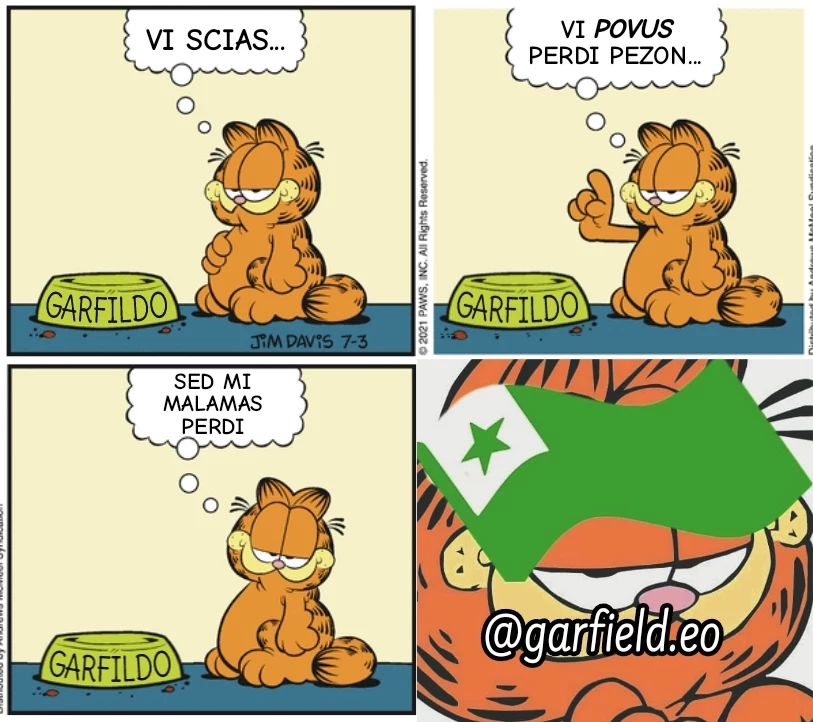 VI SCIAS...
GARFILDO
JIM DAVIS 7-3
© 2021 PAWS, INC. All Rights Reserved.
VI POVUS
PERDI PEZON...
GARFILDO
SED MI
MALAMAS
PERDI
GARFILDO
@garfield.eo